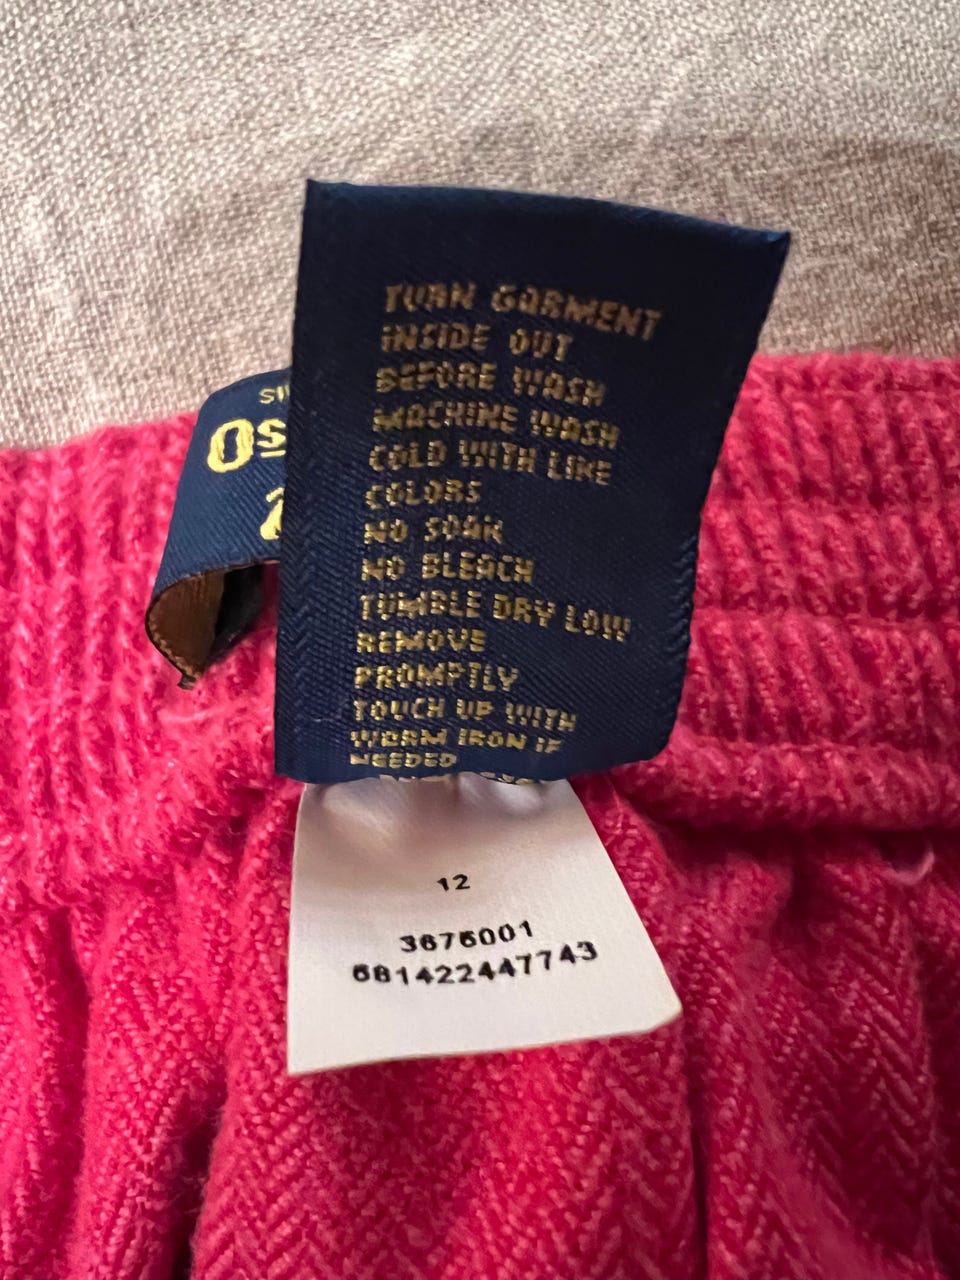 TURN GARMENT
INSIDE OUT
BEFORE WASH
MACHINE WASH
COLD WITH LIKE
COLORS
NO SOAK
NO BLEACH
TUMBLE DRY LOW
REMOVE
PROMPTLY
TOUCH UP WITH
WARM IRON IF
NEEDED
12
3676001
681422447743